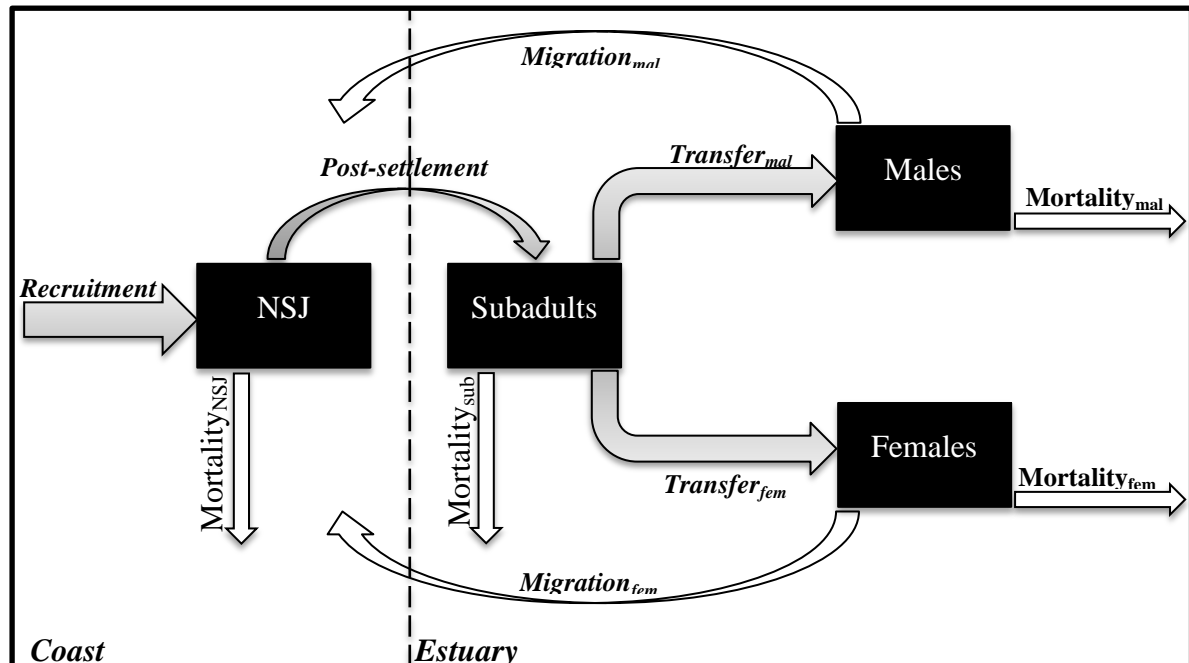 Migration_mal
Post-settlement
Transfer_mal
Males
Mortality_mal
Recruitment
NSJ
Subadults
Mortality_NSJ
Mortality_sub
Females
Transfer_fem
Mortality_fem
Migration_fem
Coast
Estuary